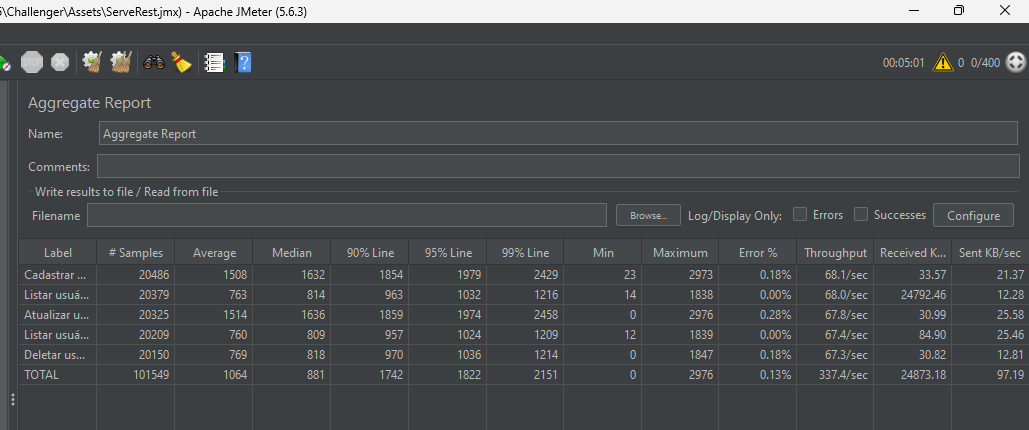 5\Challenger\Assets\ServeRest.jmx) - Apache JMeter (5.6.3)
STOP 00:05:01 0 0/400
Aggregate Report
Name: Aggregate Report
Comments:
Write results to file / Read from file
Filename Browse... Log/Display Only: Errors Successes Configure
Label # Samples Average Median 90% Line 95% Line 99% Line Min Maximum Error % Throughput Received K... Sent KB/sec
Cadastrar ... 20486 1508 1632 1854 1979 2429 23 2973 0.18% 68.1/sec 33.57 21.37
Listar usuá... 20379 763 814 963 1032 1216 14 1838 0.00% 68.0/sec 24792.46 12.28
Atualizar u... 20325 1514 1636 1859 1974 2458 0 2976 0.28% 67.8/sec 30.99 25.58
Listar usuá... 20209 760 809 957 1024 1209 12 1839 0.00% 67.4/sec 84.90 25.46
Deletar us... 20150 769 818 970 1036 1214 0 1847 0.18% 67.3/sec 30.82 12.81
TOTAL 101549 1064 881 1742 1822 2151 0 2976 0.13% 337.4/sec 24873.18 97.19